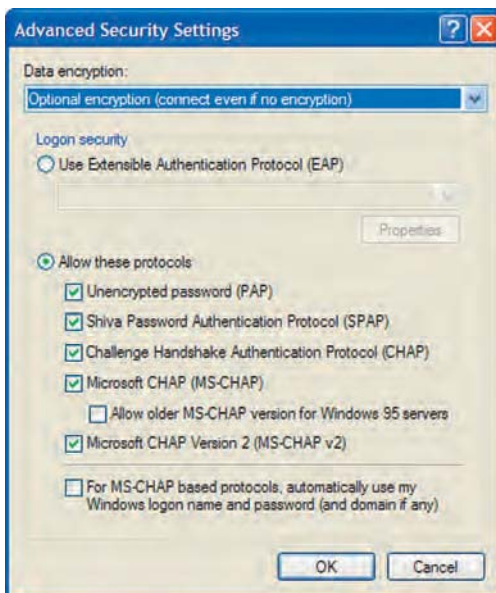 Advanced Security Settings
Data encryption:
Optional encryption (connect even if no encryption)
Logon security
Use Extensible Authentication Protocol (EAP)
Properties
Allow these protocols
Unencrypted password (PAP)
Shiva Password Authentication Protocol (SPAP)
Challenge Handshake Authentication Protocol (CHAP)
Microsoft CHAP (MS-CHAP)
Allow older MS-CHAP version for Windows 95 servers
Microsoft CHAP Version 2 (MS-CHAP v2)
For MS-CHAP based protocols, automatically use my
Windows logon name and password (and domain if any)
OK Cancel